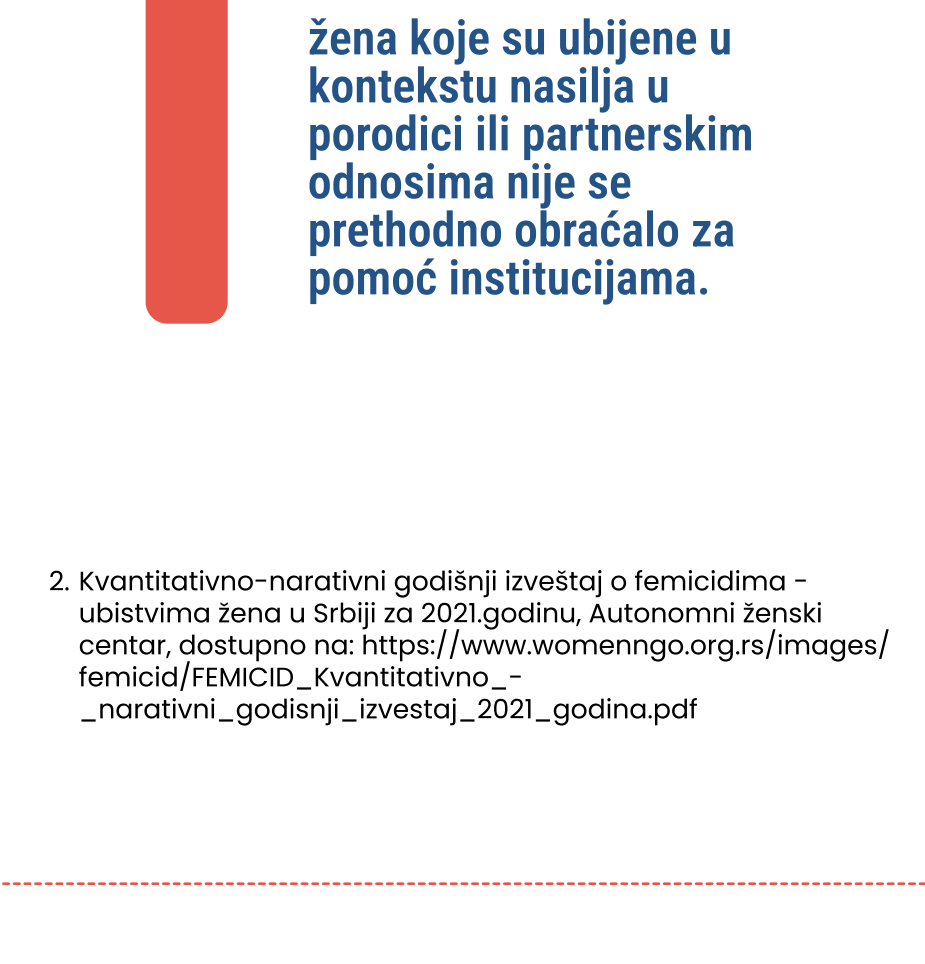 žena koje su ubijene u
kontekstu nasilja u
porodici ili partnerskim
odnosima nije se
prethodno obraćalo za
pomoć institucijama.
2. Kvantitativno-narativni godišnji izveštaj o femicidima -
ubistvima žena u Srbiji za 2021.godinu, Autonomni ženski
centar, dostupno na: https://www.womenngo.org.rs/images/
femicid/FEMICID_Kvantitativno_-
_narativni_godisnji_izvestaj_2021_godina.pdf